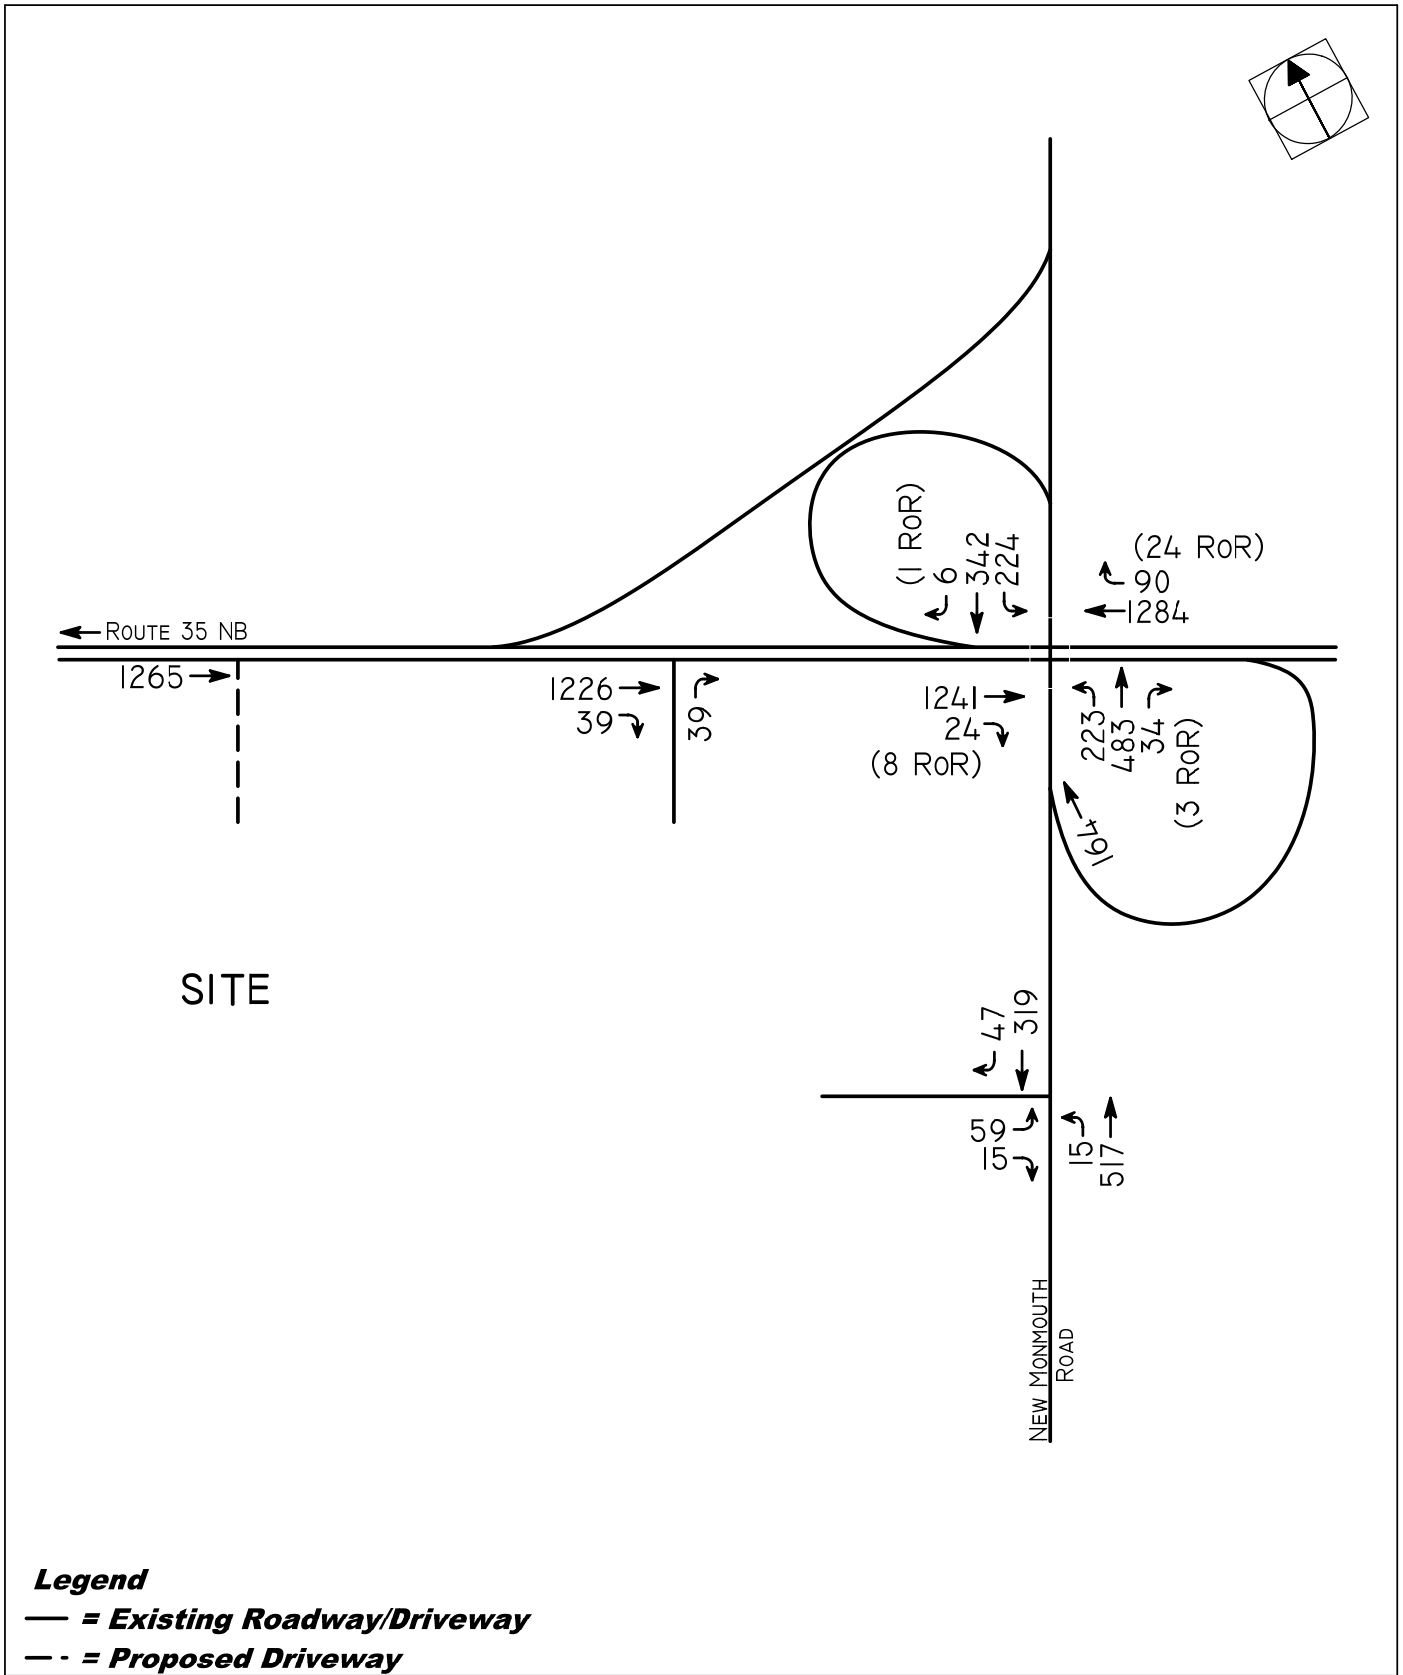 (1 RoR)
6
342
224
(24 RoR)
90
1284
Route 35 NB
1265
1226
39
39
1241
24
(8 RoR)
223
483
34
(3 RoR)
164
SITE
47
319
59
15
15
517
New Monmouth
Road
Legend
= Existing Roadway/Driveway
= Proposed Driveway